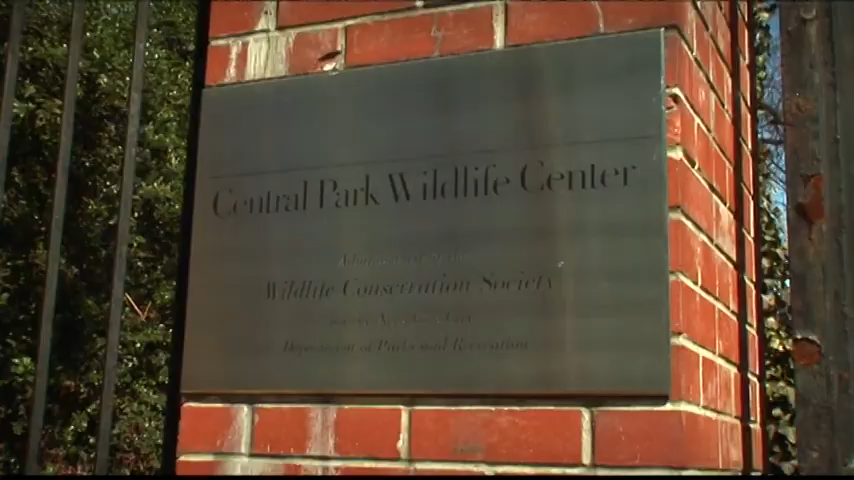 Central Park Wildlife Center
Wildlife Conservation Society
Department of Parks and Recreation